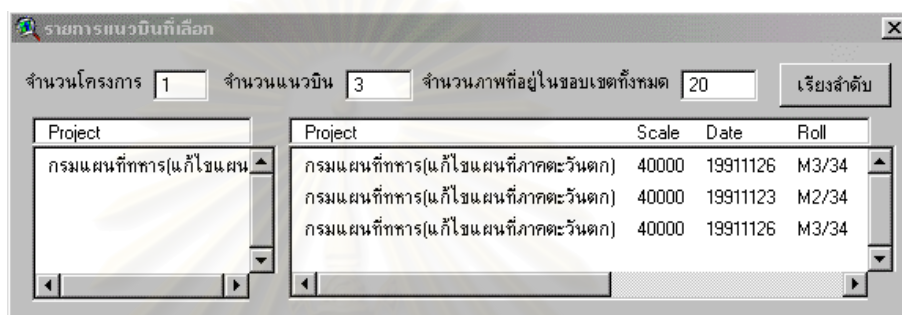 รายการแนวบินที่เลือก
จำนวนโครงการ 1 จำนวนแนวบิน 3 จำนวนภาพที่อยู่ในขอบเขตทั้งหมด 20 เรียงลำดับ
Project
กรมแผนที่ทหาร(แก้ไขแผน
Project Scale Date Roll
กรมแผนที่ทหาร(แก้ไขแผนที่ภาคตะวันตก) 40000 19911126 M3/34
กรมแผนที่ทหาร(แก้ไขแผนที่ภาคตะวันตก) 40000 19911123 M2/34
กรมแผนที่ทหาร(แก้ไขแผนที่ภาคตะวันตก) 40000 19911126 M3/34